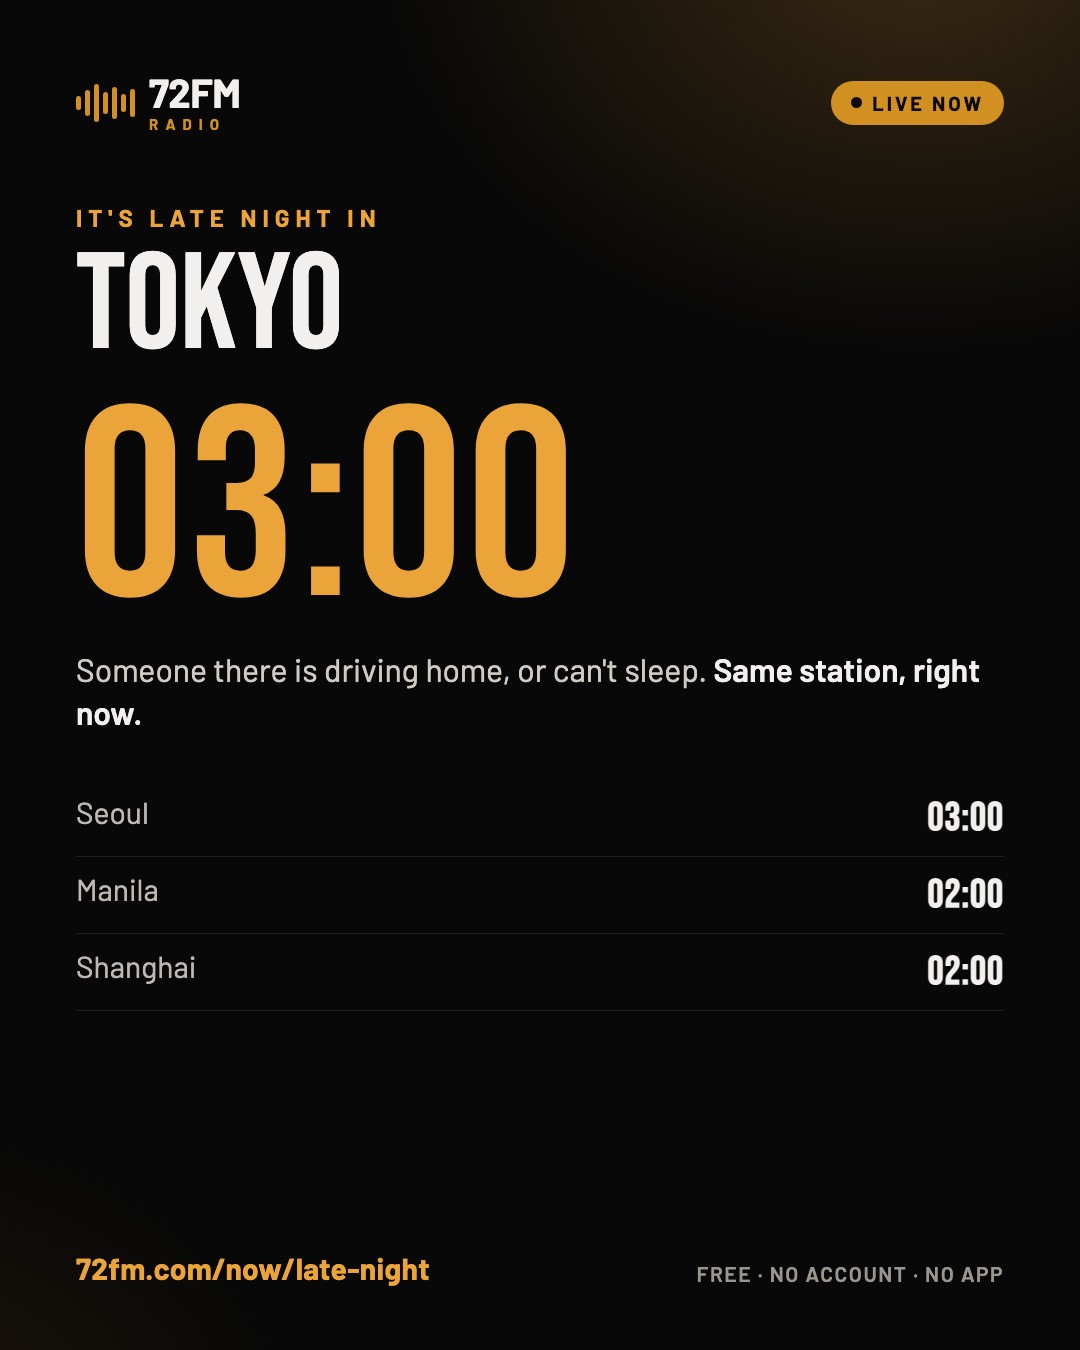 72FM
RADIO
LIVE NOW
IT'S LATE NIGHT IN
TOKYO
03:00
Someone there is driving home, or can't sleep. Same station, right
now.
Seoul 03:00
Manila 02:00
Shanghai 02:00
72fm.com/now/late-night
FREE · NO ACCOUNT · NO APP